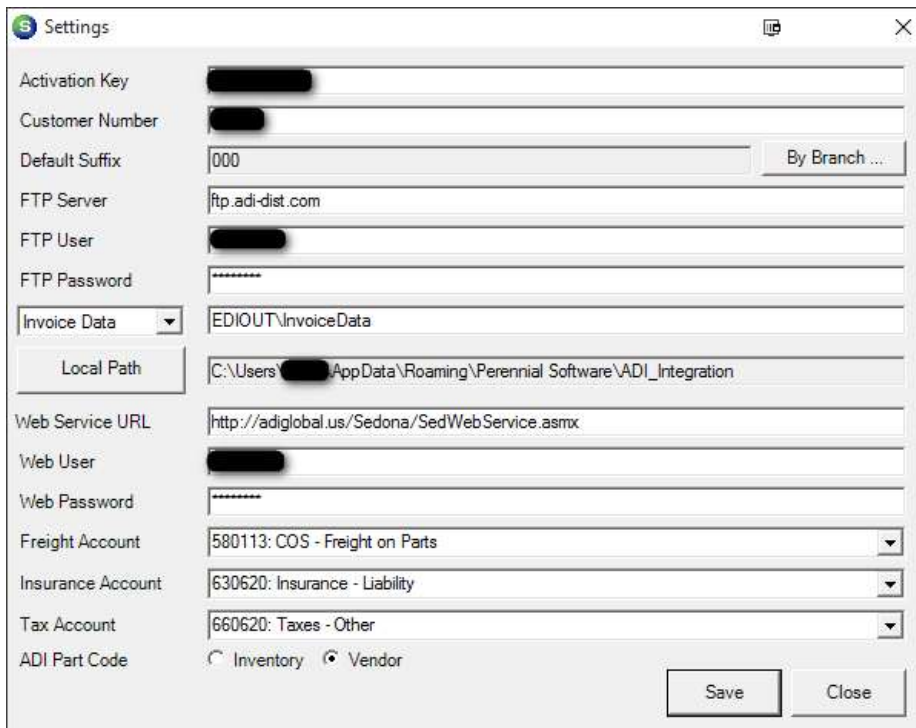 Settings
Activation Key
Customer Number
Default Suffix 000 By Branch ...
FTP Server ftp.adi-dist.com
FTP User
FTP Password ********
Invoice Data EDIOUT\InvoiceData
Local Path C:\Users\ AppData\Roaming\Perennial Software\ADI_Integration
Web Service URL http://adiglobal.us/Sedona/SedWebService.asmx
Web User
Web Password ********
Freight Account 580113: COS - Freight on Parts
Insurance Account 630620: Insurance - Liability
Tax Account 660620: Taxes - Other
ADI Part Code Inventory Vendor
Save Close